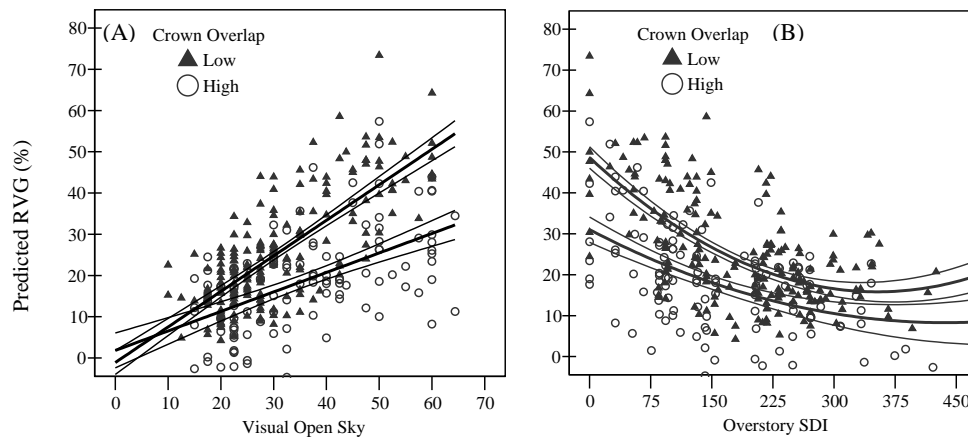 (A)
Crown Overlap
Low
High
80
70
60
50
40
30
20
10
0
Predicted RVG (%)
0 10 20 30 40 50 60 70
Visual Open Sky
(B)
Crown Overlap
Low
High
80
70
60
50
40
30
20
10
0
0 75 150 225 300 375 450
Overstory SDI